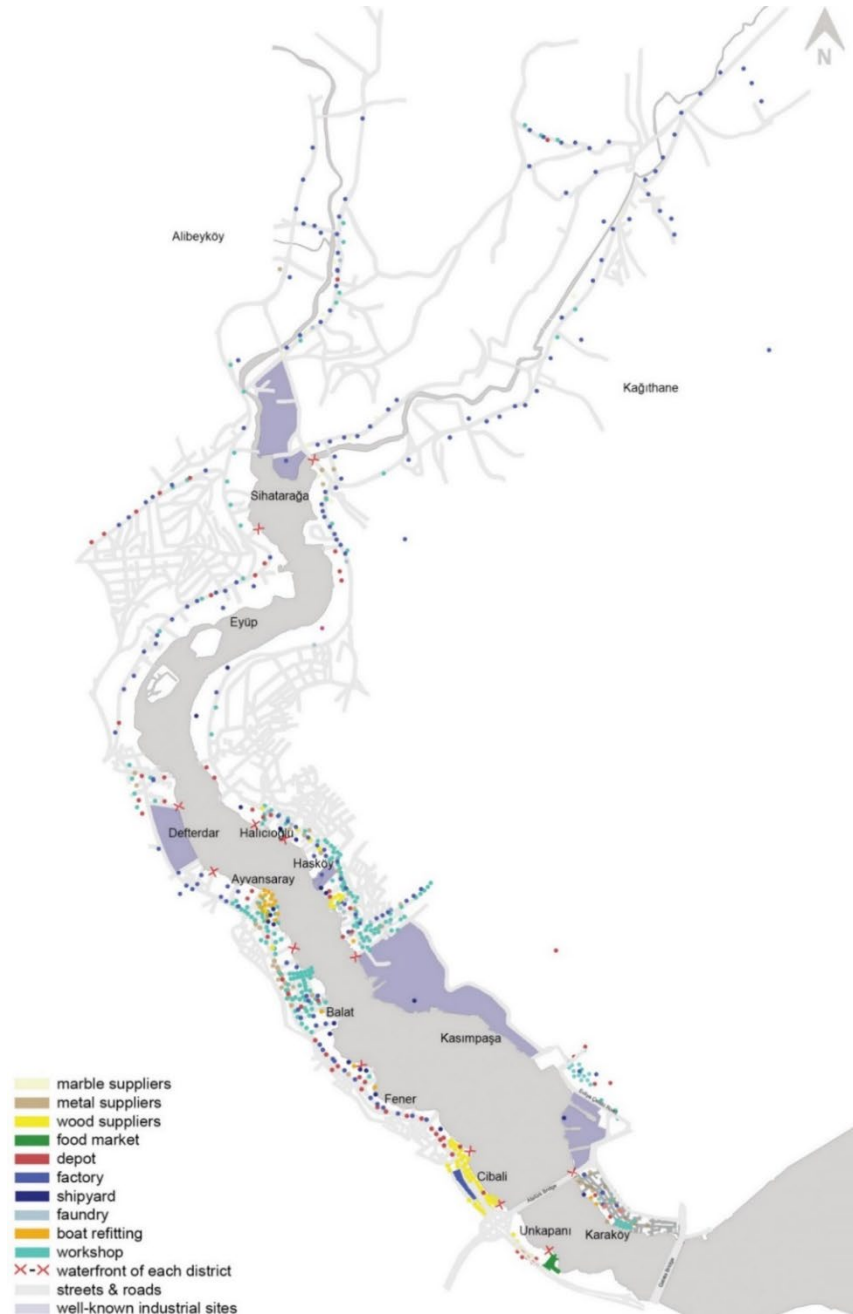 N
Alibeyköy
Kağıthane
Sihatarağa
Eyüp
Defterdar
Halıcıoğlu
Hasköy
Ayvansaray
Balat
Kasımpaşa
Fener
Cibali
Unkapanı
Karaköy
marble suppliers
metal suppliers
wood suppliers
food market
depot
factory
shipyard
faundry
boat refitting
workshop
waterfront of each district
streets & roads
well-known industrial sites